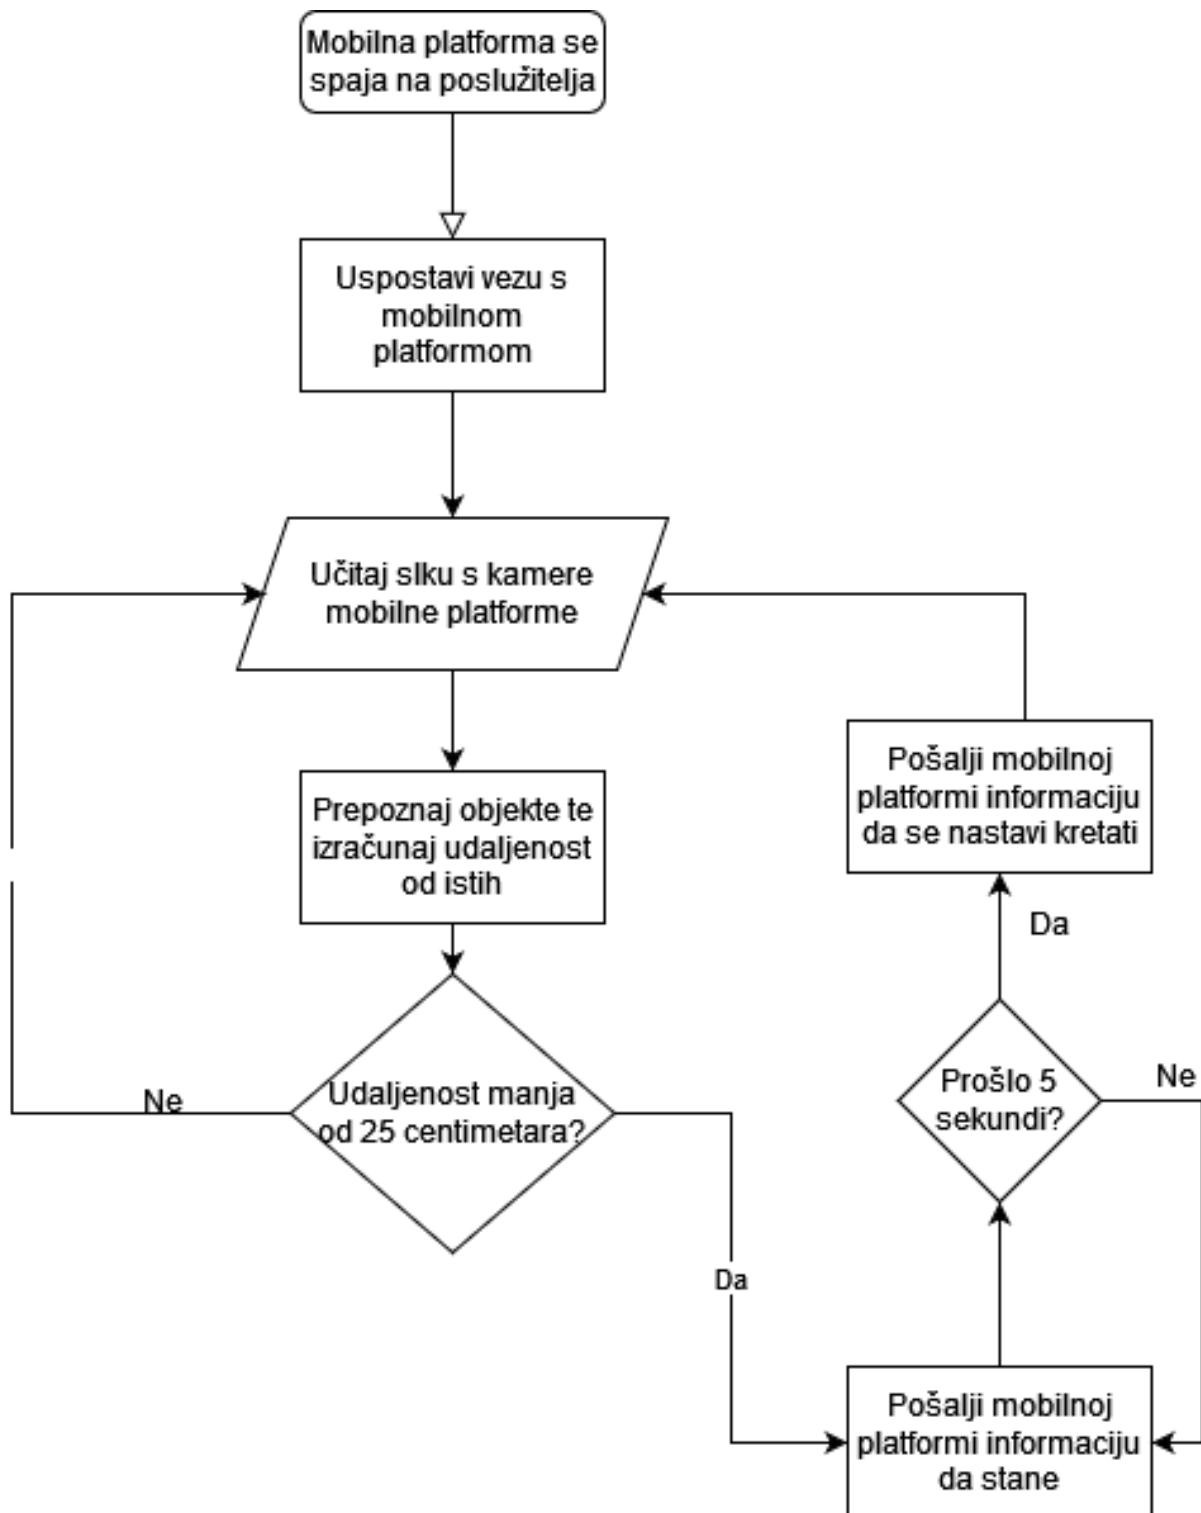 Mobilna platforma se
spaja na poslužitelja
Uspostavi vezu s
mobilnom
platformom
Učitaj slku s kamere
mobilne platforme
Prepoznaj objekte te
izračunaj udaljenost
od istih
Udaljenost manja
od 25 centimetara?
Ne
Da
Pošalji mobilnoj
platformi informaciju
da stane
Prošlo 5
sekundi?
Ne
Da
Pošalji mobilnoj
platformi informaciju
da se nastavi kretati